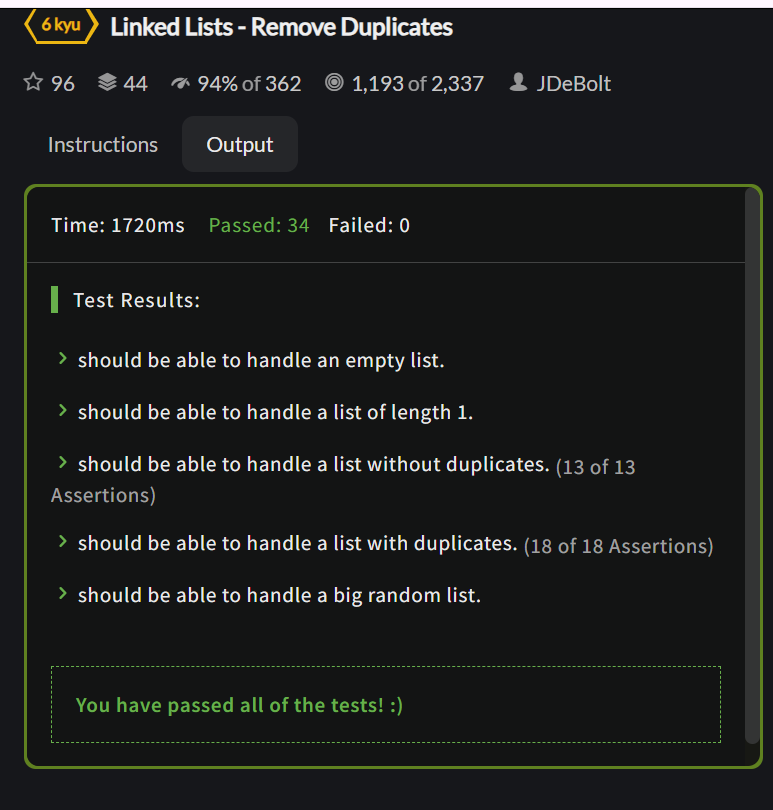 6 kyu Linked Lists - Remove Duplicates
96 44 94% of 362 1,193 of 2,337 JDeBolt
Instructions Output
Time: 1720ms Passed: 34 Failed: 0
Test Results:
should be able to handle an empty list.
should be able to handle a list of length 1.
should be able to handle a list without duplicates. (13 of 13
Assertions)
should be able to handle a list with duplicates. (18 of 18 Assertions)
should be able to handle a big random list.
You have passed all of the tests! :)